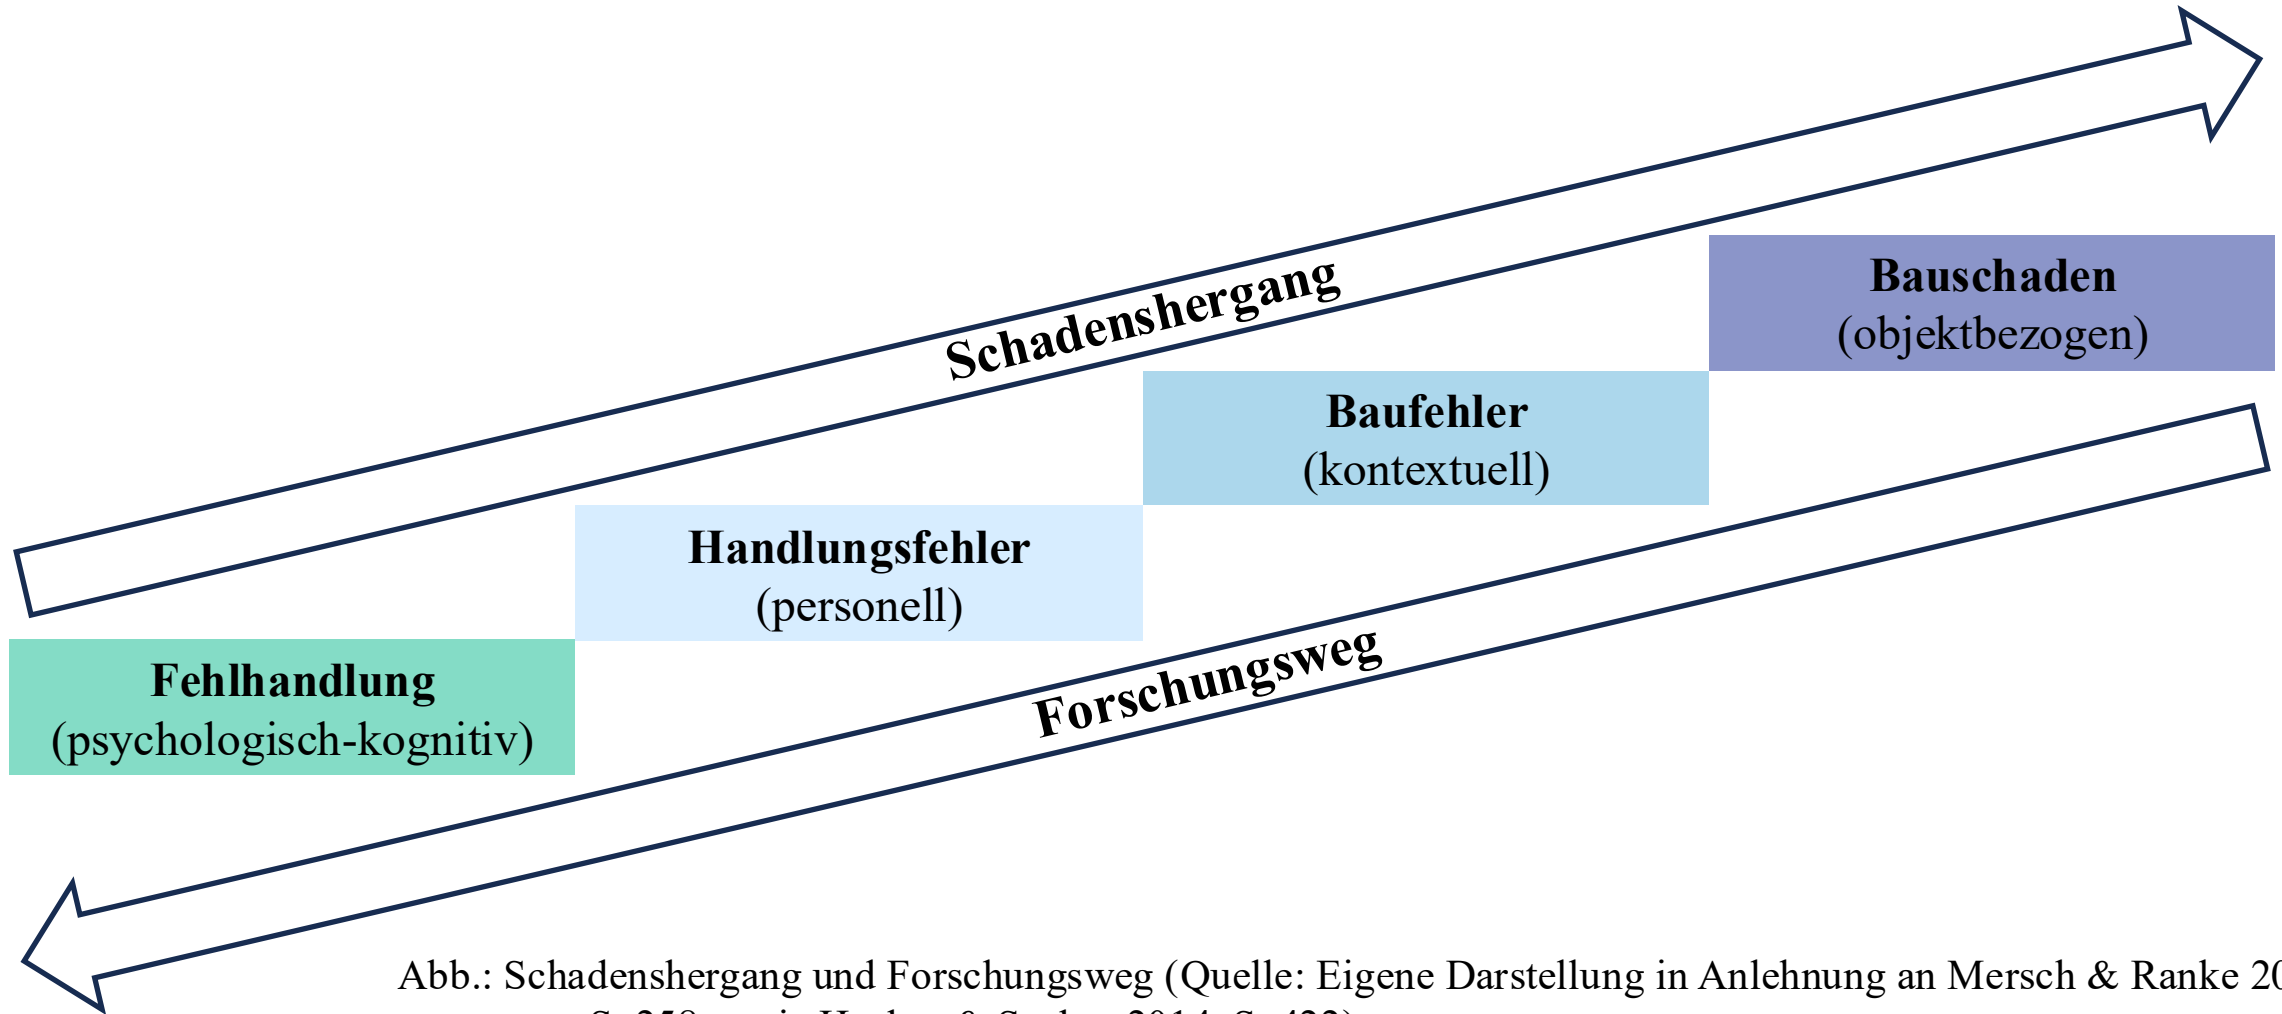 Schadenshergang
Bauschaden
(objektbezogen)
Baufehler
(kontextuell)
Handlungsfehler
(personell)
Forschungsweg
Fehlhandlung
(psychologisch-kognitiv)
Abb.: Schadenshergang und Forschungsweg (Quelle: Eigene Darstellung in Anlehnung an Mersch & Ranke